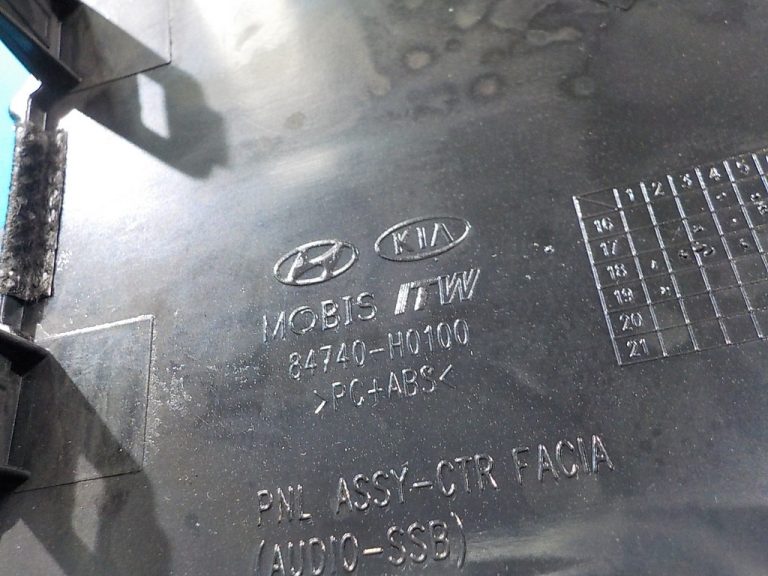 KIA
MOBIS ITW
84740-H0100
>PC+ABS<
PNL ASSY-CTR FACIA
(AUDIO-SSB)
1 2 3 4 5
16
17
18
19
20
21